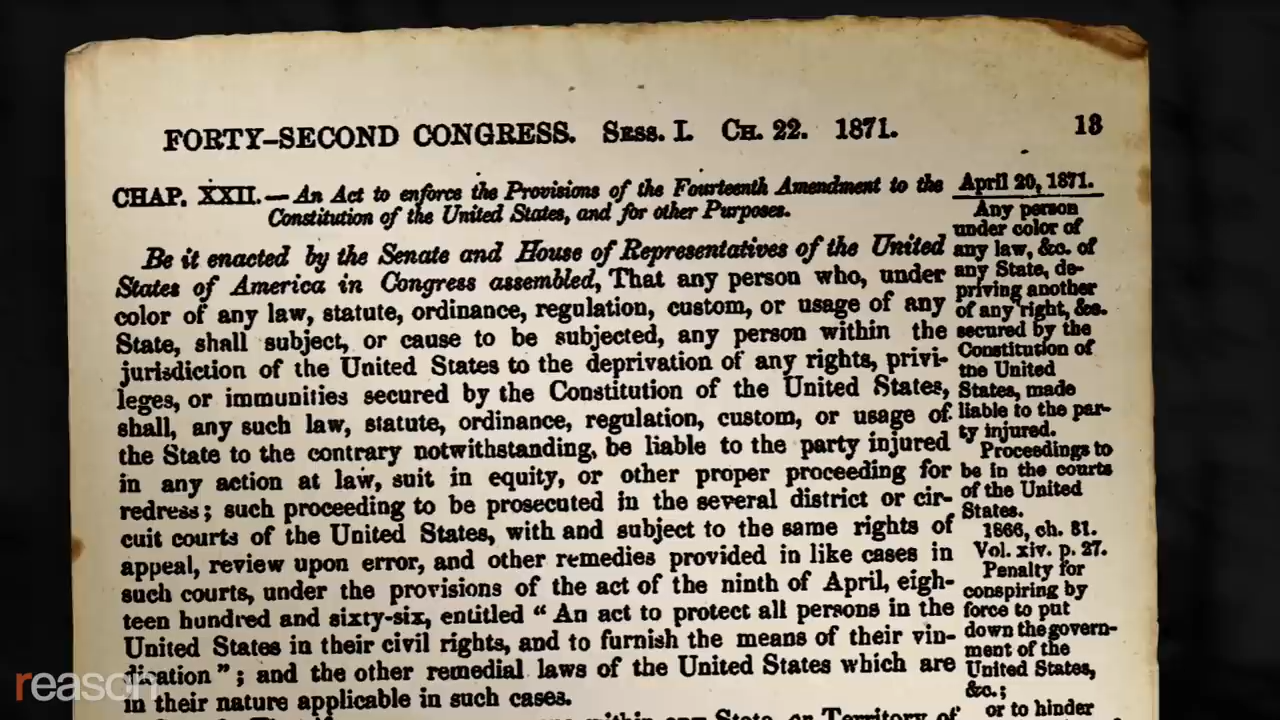 FORTY-SECOND CONGRESS. SESS. I. CH. 22. 1871. 13
CHAP. XXII.—An Act to enforce the Provisions of the Fourteenth Amendment to the
Constitution of the United States, and for other Purposes.
Be it enacted by the Senate and House of Representatives of the United
States of America in Congress assembled, That any person who, under
color of any law, statute, ordinance, regulation, custom, or usage of any
State, shall subject, or cause to be subjected, any person within the
jurisdiction of the United States to the deprivation of any rights, privi-
leges, or immunities secured by the Constitution of the United States,
shall, any such law, statute, ordinance, regulation, custom, or usage of
the State to the contrary notwithstanding, be liable to the party injured
in any action at law, suit in equity, or other proper proceeding for
redress; such proceeding to be prosecuted in the several district or cir-
cuit courts of the United States, with and subject to the same rights of
appeal, review upon error, and other remedies provided in like cases in
such courts, under the provisions of the act of the ninth of April, eigh-
teen hundred and sixty-six, entitled “ An act to protect all persons in the
United States in their civil rights, and to furnish the means of their vin-
dication ” ; and the other remedial laws of the United States which are
in their nature applicable in such cases.
within any State, or Territory of
April 20, 1871.
Any person
under color of
any law, &c. of
any State, de-
priving another
of any right, &c.
secured by the
Constitution of
the United
States, made
liable to the par-
ty injured.
Proceedings to
be in the courts
of the United
States.
1866, ch. 31.
Vol. xiv. p. 27.
Penalty for
conspiring by
force to put
down the govern-
ment of the
United States,
&c.;
or to hinder
reason